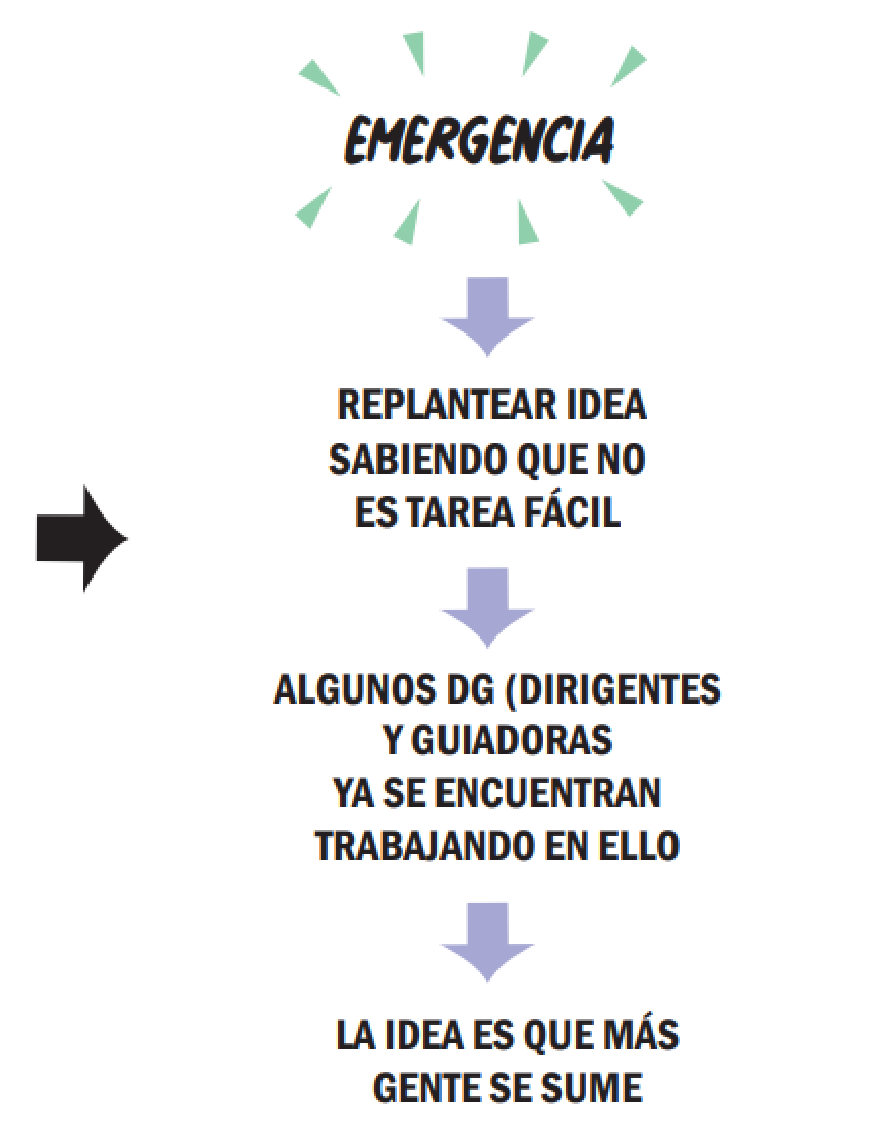 EMERGENCIA
REPLANTEAR IDEA
SABIENDO QUE NO
ES TAREA FÁCIL
ALGUNOS DG (DIRIGENTES
Y GUIADORAS
YA SE ENCUENTRAN
TRABAJANDO EN ELLO
LA IDEA ES QUE MÁS
GENTE SE SUME